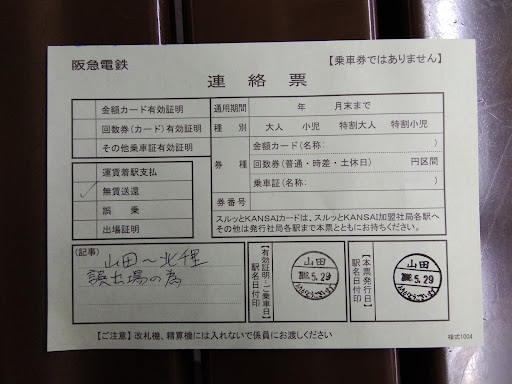 阪急電鉄
【乗車券ではありません】
連絡票
金額カード有効証明
回数券(カード)有効証明
その他乗車証有効証明
運賃着駅支払
無賃送還
誤乗
出場証明
通用期間 年 月末まで
種別 大人 小児 特割大人 特割小児
券種
金額カード(名称: )
回数券(普通・時差・土休日) 円区間
乗車証(名称: )
券番号
スルッとKANSAIカードは、スルッとKANSAI加盟社局各駅へ
その他は発行社局各駅まで本票とともにお持ちください。
(記事)
山田〜北千里
誤出場の為
【有効証明・ご乗車日】
駅名日付印
山田
5.29
【本票発行日】
駅名日付印
山田
5.29
【ご注意】改札機、精算機には入れないで係員にお渡しください
様式1004